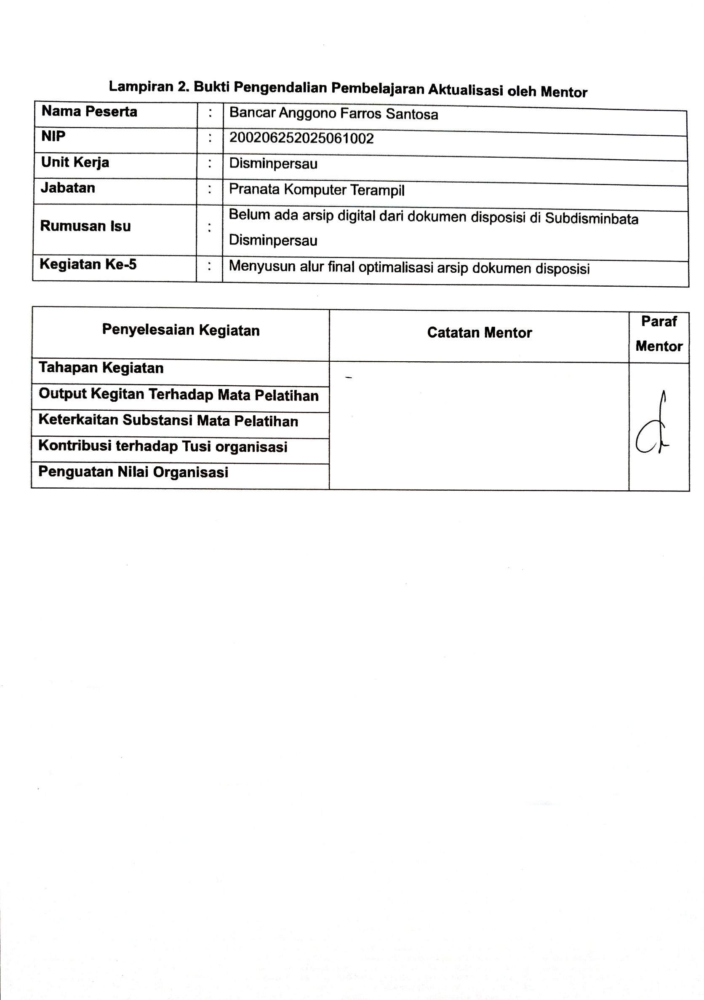 Lampiran 2. Bukti Pengendalian Pembelajaran Aktualisasi oleh Mentor
Nama Peserta : Bancar Anggono Farros Santosa
NIP : 200206252025061002
Unit Kerja : Disminpersau
Jabatan : Pranata Komputer Terampil
Rumusan Isu : Belum ada arsip digital dari dokumen disposisi di Subdisminbata
Disminpersau
Kegiatan Ke-5 : Menyusun alur final optimalisasi arsip dokumen disposisi
Penyelesaian Kegiatan Catatan Mentor Paraf
Mentor
Tahapan Kegiatan -
Output Kegitan Terhadap Mata Pelatihan
Keterkaitan Substansi Mata Pelatihan
Kontribusi terhadap Tusi organisasi
Penguatan Nilai Organisasi